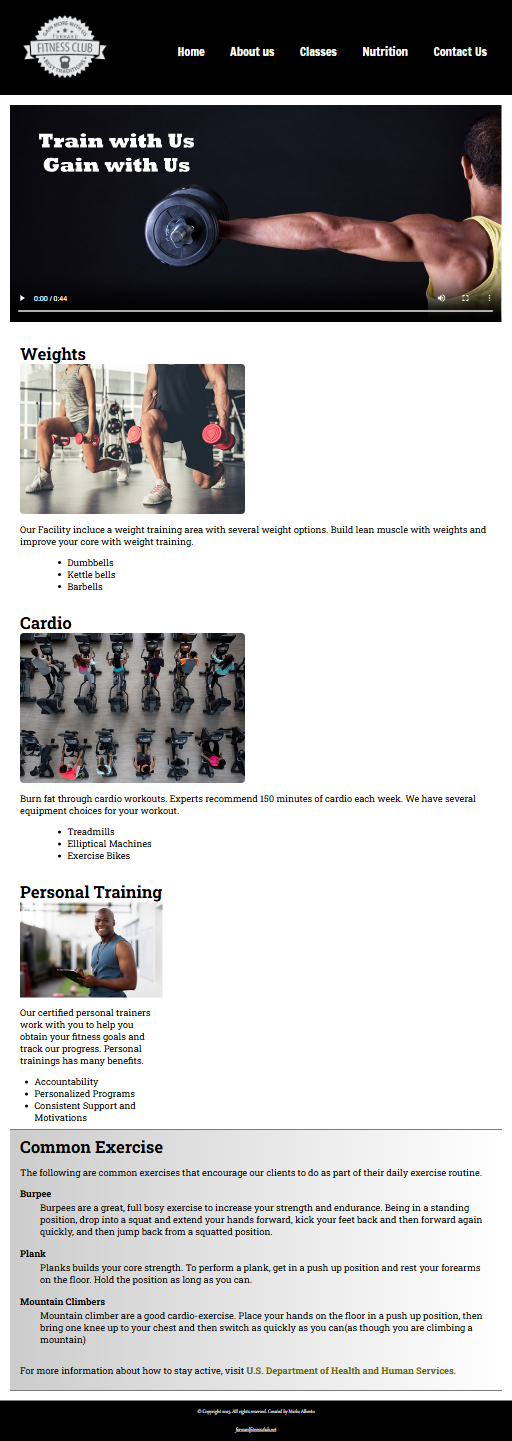 GAIN MORE WITH US
FORWARD
FITNESS CLUB
BEST TRADITIONS
Home About us Classes Nutrition Contact Us
Train with Us
Gain with Us
0:00 / 0:44
Weights
Our Facility incluce a weight training area with several weight options. Build lean muscle with weights and
improve your core with weight training.
• Dumbbells
• Kettle bells
• Barbells
Cardio
Burn fat through cardio workouts. Experts recommend 150 minutes of cardio each week. We have several
equipment choices for your workout.
• Treadmills
• Elliptical Machines
• Exercise Bikes
Personal Training
Our certified personal trainers
work with you to help you
obtain your fitness goals and
track our progress. Personal
trainings has many benefits.
• Accountability
• Personalized Programs
• Consistent Support and
Motivations
Common Exercise
The following are common exercises that encourage our clients to do as part of their daily exercise routine.
Burpee
Burpees are a great, full bosy exercise to increase your strength and endurance. Being in a standing
position, drop into a squat and extend your hands forward, kick your feet back and then forward again
quickly, and then jump back from a squatted position.
Plank
Planks builds your core strength. To perform a plank, get in a push up position and rest your forearms
on the floor. Hold the position as long as you can.
Mountain Climbers
Mountain climber are a good cardio-exercise. Place your hands on the floor in a push up position, then
bring one knee up to your chest and then switch as quickly as you can(as though you are climbing a
mountain)
For more information about how to stay active, visit U.S. Department of Health and Human Services.
© Copyright 2023. All rights reserved. Created by